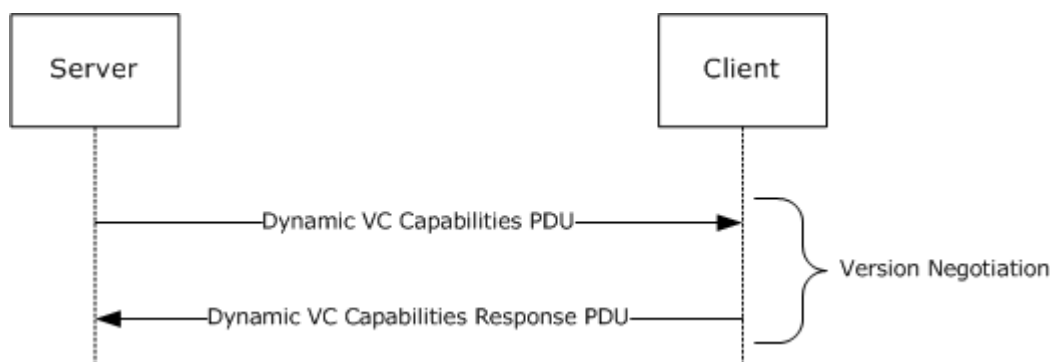 Server
Client
Dynamic VC Capabilities PDU
Version Negotiation
Dynamic VC Capabilities Response PDU